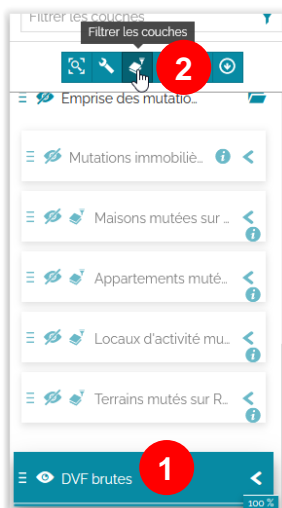 Filtrer les couches
Filtrer les couches
2
Emprise des mutatio...
Mutations immobiliè...
Maisons mutées sur ...
Appartements muté...
Locaux d'activité mu...
Terrains mutés sur R...
DVF brutes
1
100 %